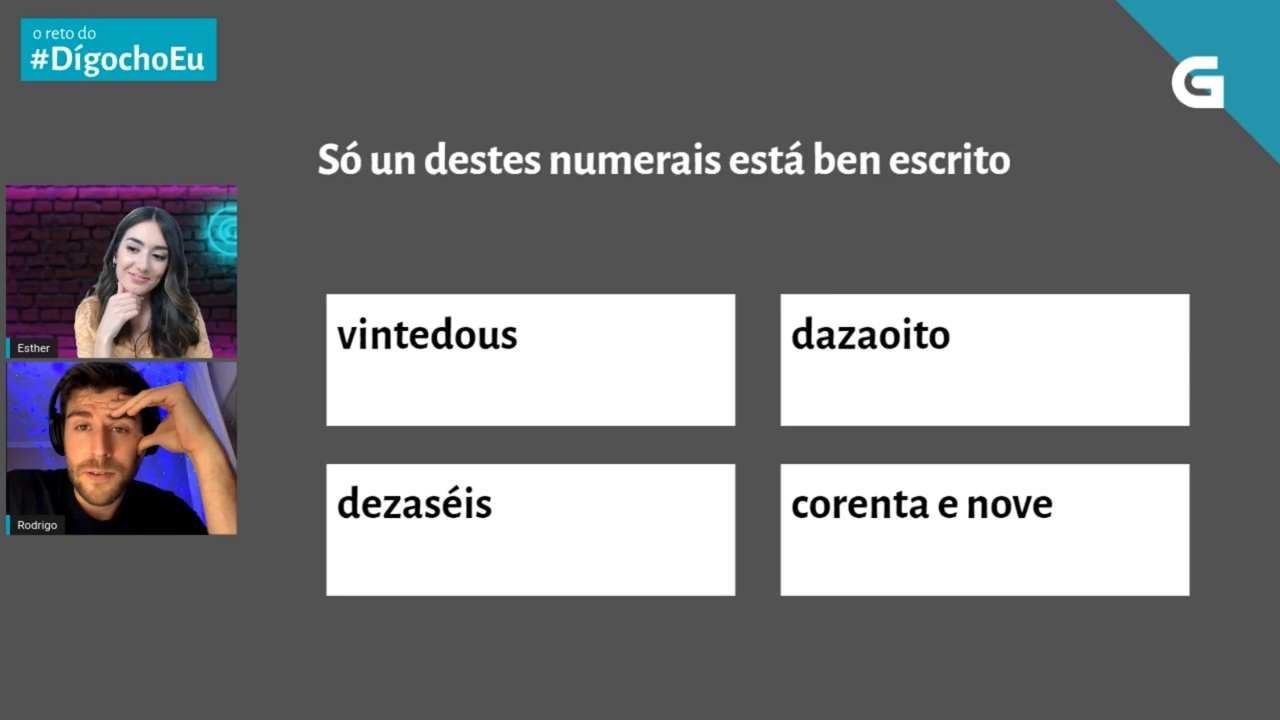 o reto do
#DígochoEu
G
Só un destes numerais está ben escrito
vintedous
dazaoito
dezaséis
corenta e nove
Esther
Rodrigo